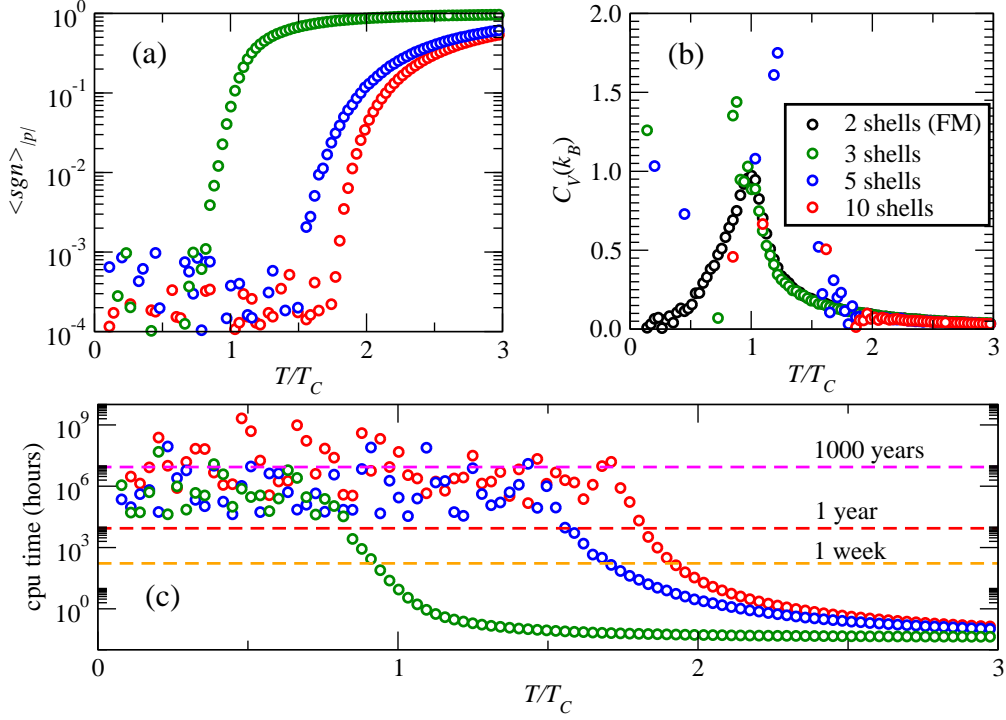 10^0
10^-1
10^-2
10^-3
10^-4
<sgn>_|p|
(a)
0 1 2 3
T/T_C
2.0
1.5
1.0
0.5
0.0
C_V(k_B)
(b)
2 shells (FM)
3 shells
5 shells
10 shells
0 1 2 3
T/T_C
10^9
10^6
10^3
10^0
cpu time (hours)
1000 years
1 year
1 week
(c)
0 1 2 3
T/T_C